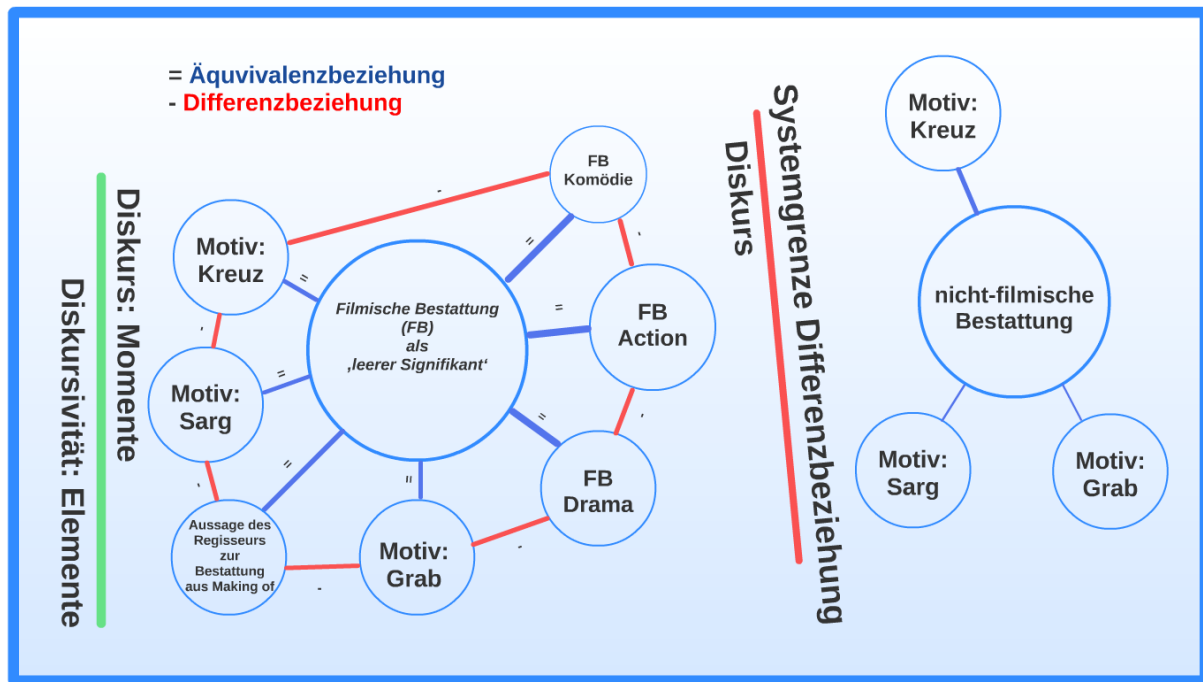 = Äquvivalenzbeziehung
- Differenzbeziehung
Diskurs: Momente
Diskursivität: Elemente
Motiv:
Kreuz
FB
Komödie
Filmische Bestattung
(FB)
als
‚leerer Signifikant‘
FB
Action
Motiv:
Sarg
FB
Drama
Aussage des
Regisseurs
zur
Bestattung
aus Making of
Motiv:
Grab
-
-
-
-
-
-
-
=
=
=
=
=
=
=
Systemgrenze Differenzbeziehung
Diskurs
Motiv:
Kreuz
nicht-filmische
Bestattung
Motiv:
Sarg
Motiv:
Grab